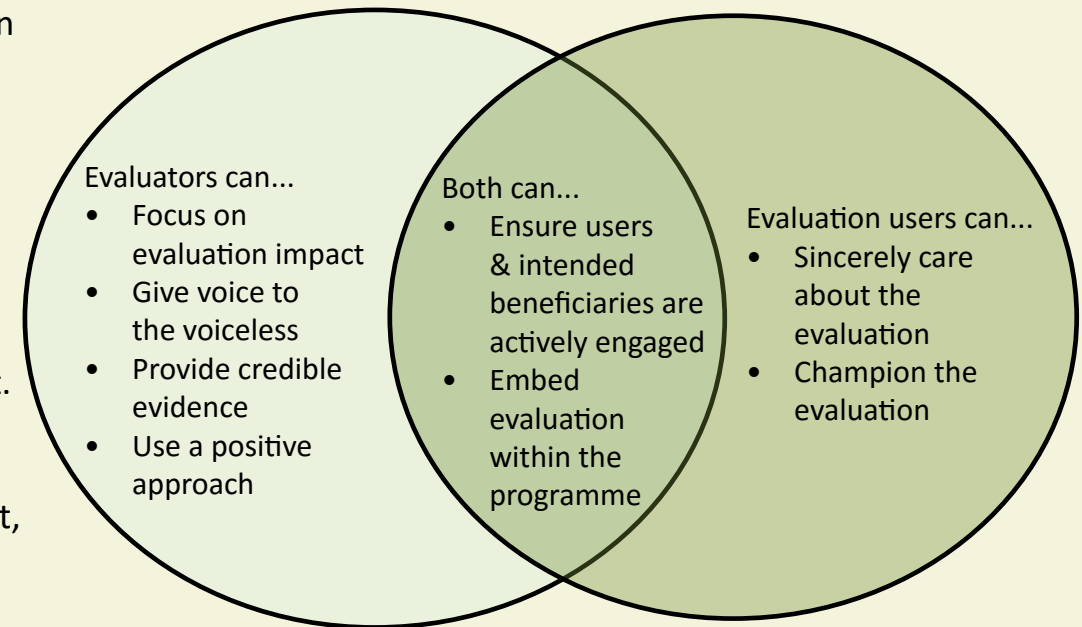 Evaluators can...
• Focus on
evaluation impact
• Give voice to
the voiceless
• Provide credible
evidence
• Use a positive
approach
Both can...
• Ensure users
& intended
beneficiaries are
actively engaged
• Embed
evaluation
within the
programme
Evaluation users can...
• Sincerely care
about the
evaluation
• Champion the
evaluation